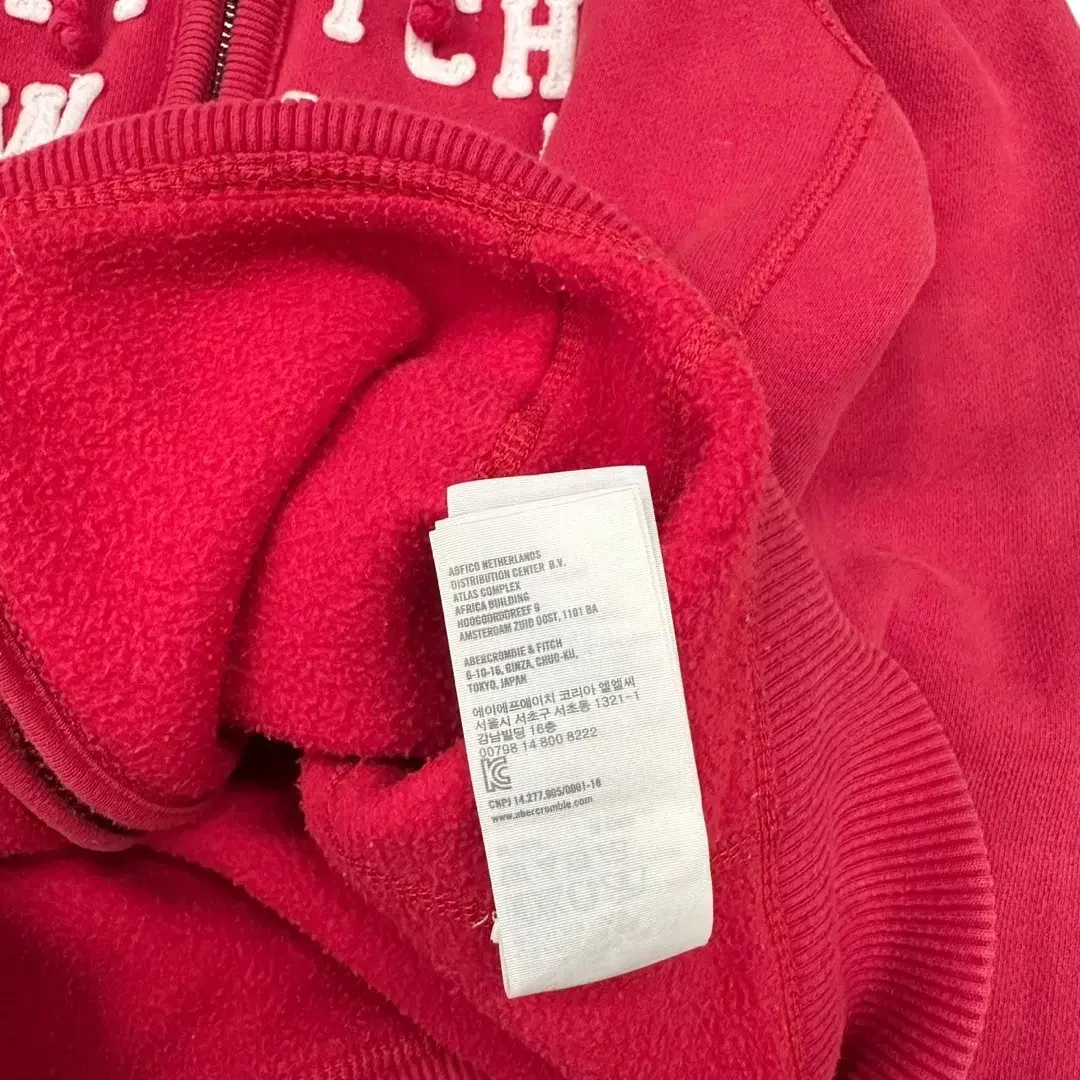 CH
W
ABFICO NETHERLANDS
DISTRIBUTION CENTER B.V.
ATLAS COMPLEX
AFRICA BUILDING
HOOGOORDDREEF 9
AMSTERDAM ZUID OOST, 1101 BA
ABERCROMBIE & FITCH
6-10-16, GINZA, CHUO-KU,
TOKYO, JAPAN
에이에프에이치 코리아 엘엘씨
서울시 서초구 서초동 1321-1
강남빌딩 16층
00798 14 800 8222
CNPJ 14.277.905/0001-16
www.abercrombie.com